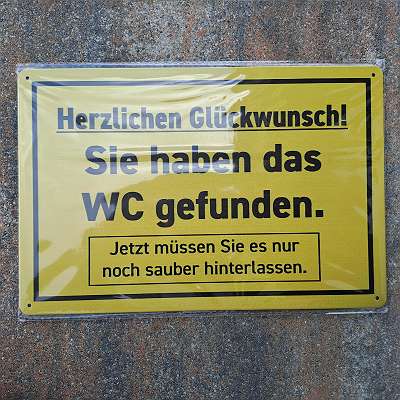 Herzlichen Glückwunsch!
Sie haben das
WC gefunden.
Jetzt müssen Sie es nur
noch sauber hinterlassen.